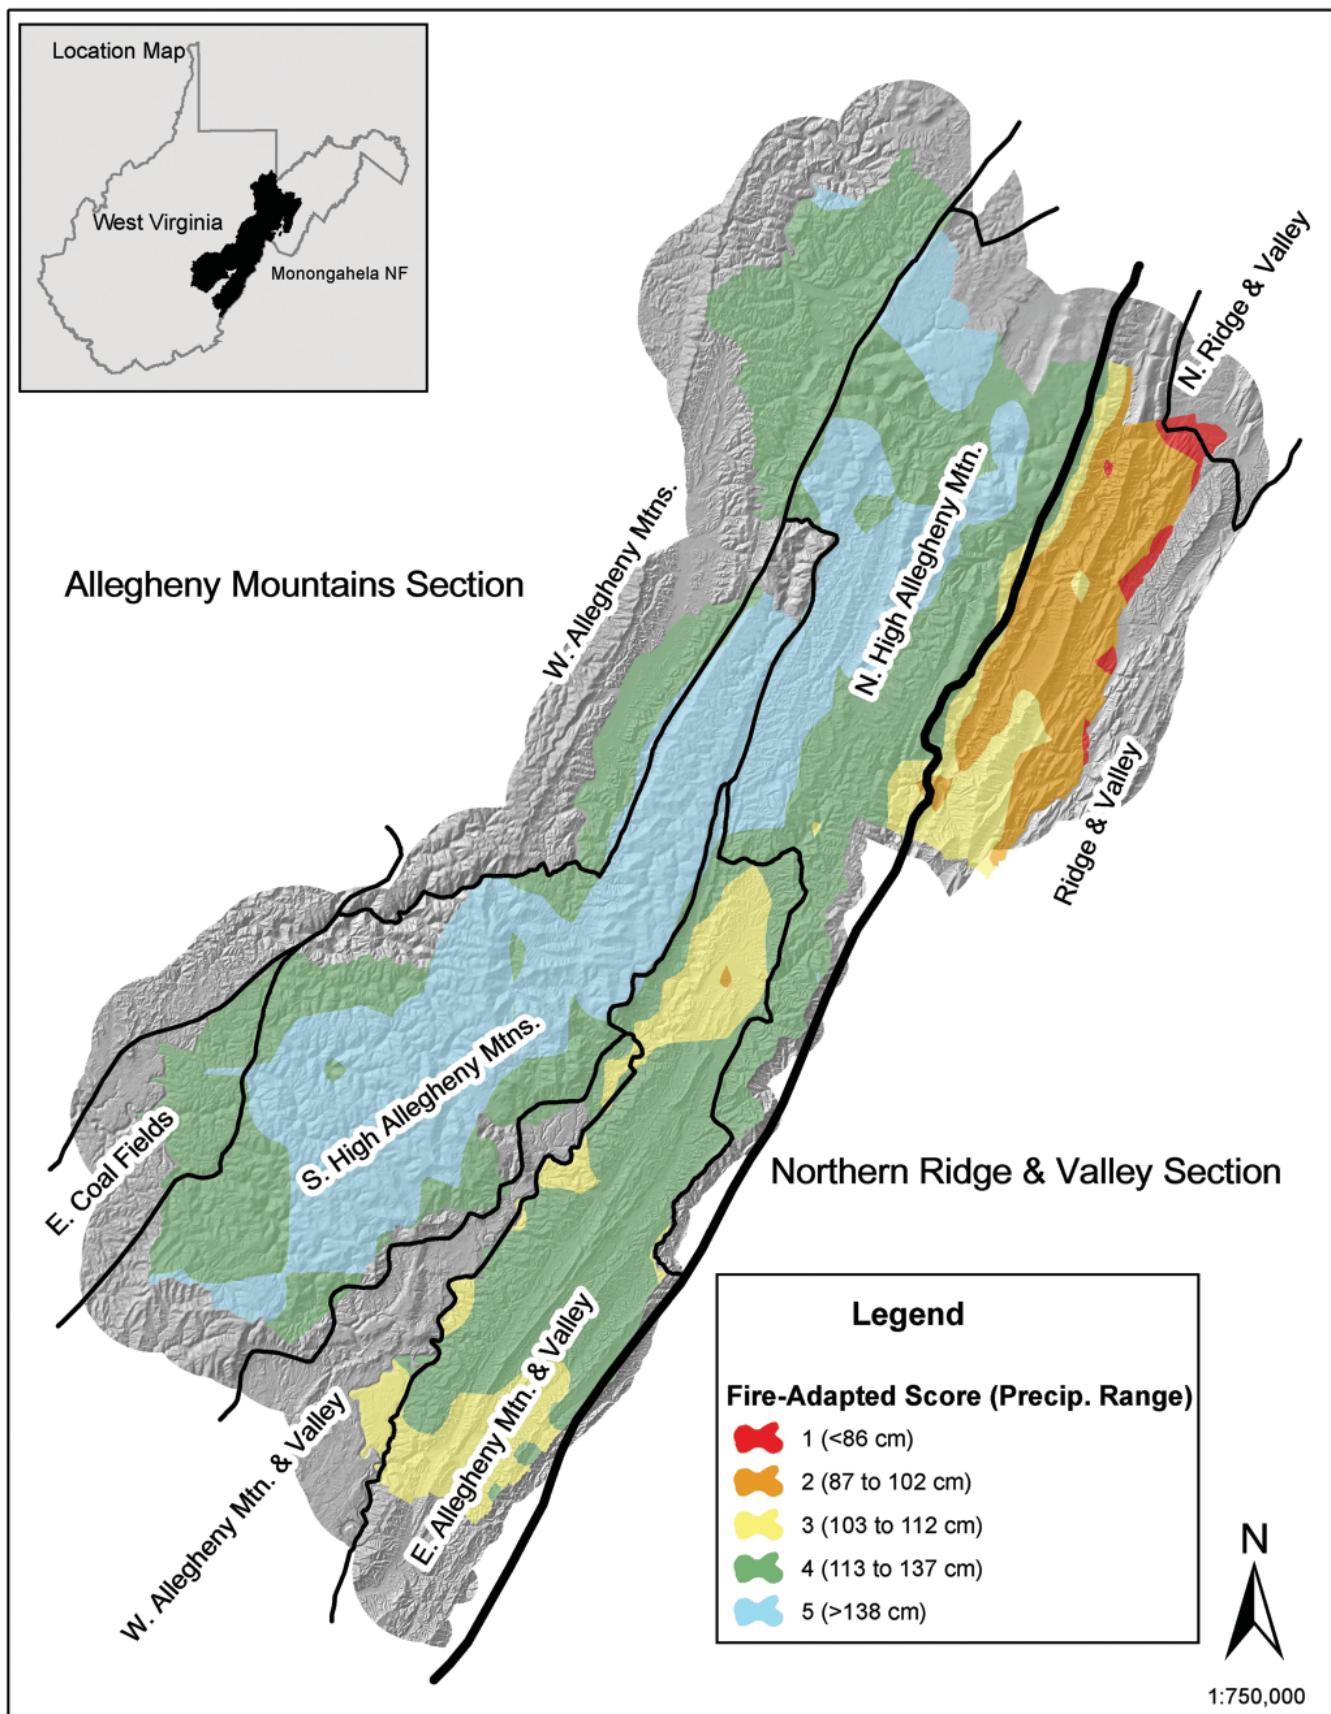 Location Map
West Virginia
Monongahela NF
N. Ridge & Valley
W. Allegheny Mtns.
N. High Allegheny Mtn.
Allegheny Mountains Section
Ridge & Valley
S. High Allegheny Mtns.
E. Coal Fields
Northern Ridge & Valley Section
E. Allegheny Mtn. & Valley
W. Allegheny Mtn. & Valley
Legend
Fire-Adapted Score (Precip. Range)
1 (<86 cm)
2 (87 to 102 cm)
3 (103 to 112 cm)
4 (113 to 137 cm)
5 (>138 cm)
N
1:750,000